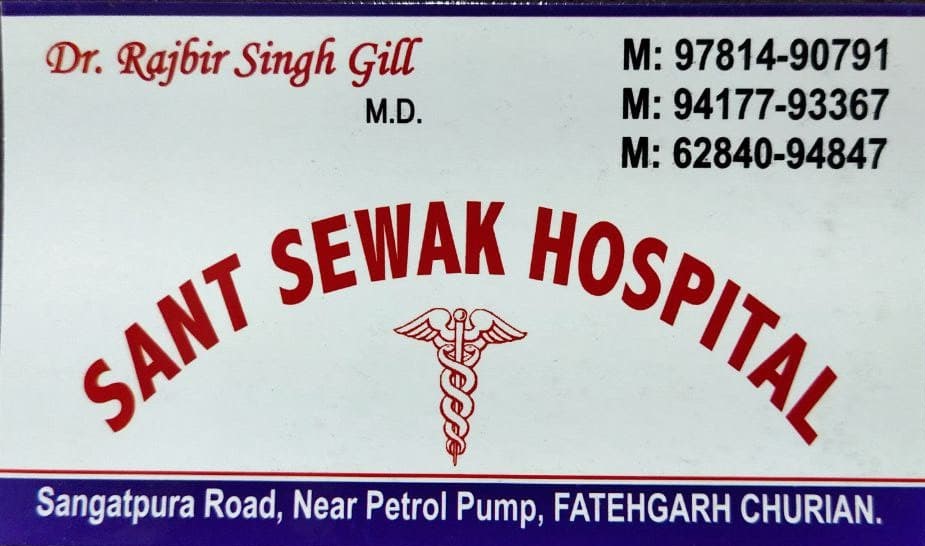 Dr. Rajbir Singh Gill
M.D.
M: 97814-90791
M: 94177-93367
M: 62840-94847
SANT SEWAK HOSPITAL
Sangatpura Road, Near Petrol Pump, FATEHGARH CHURIAN.